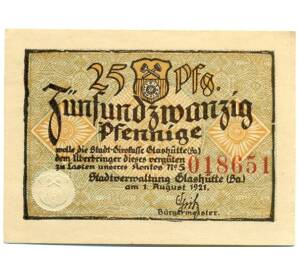 25 Pfg.
Fünfundzwanzig
Pfennige
wolle die Stadt-Girokasse Glashütte (Sa)
dem Überbringer dieses vergüten
zu Lasten unseres Kontos Nº5 018651
Stadtverwaltung Glashütte (Sa)
am 1. August 1921.
Bürgermeister.